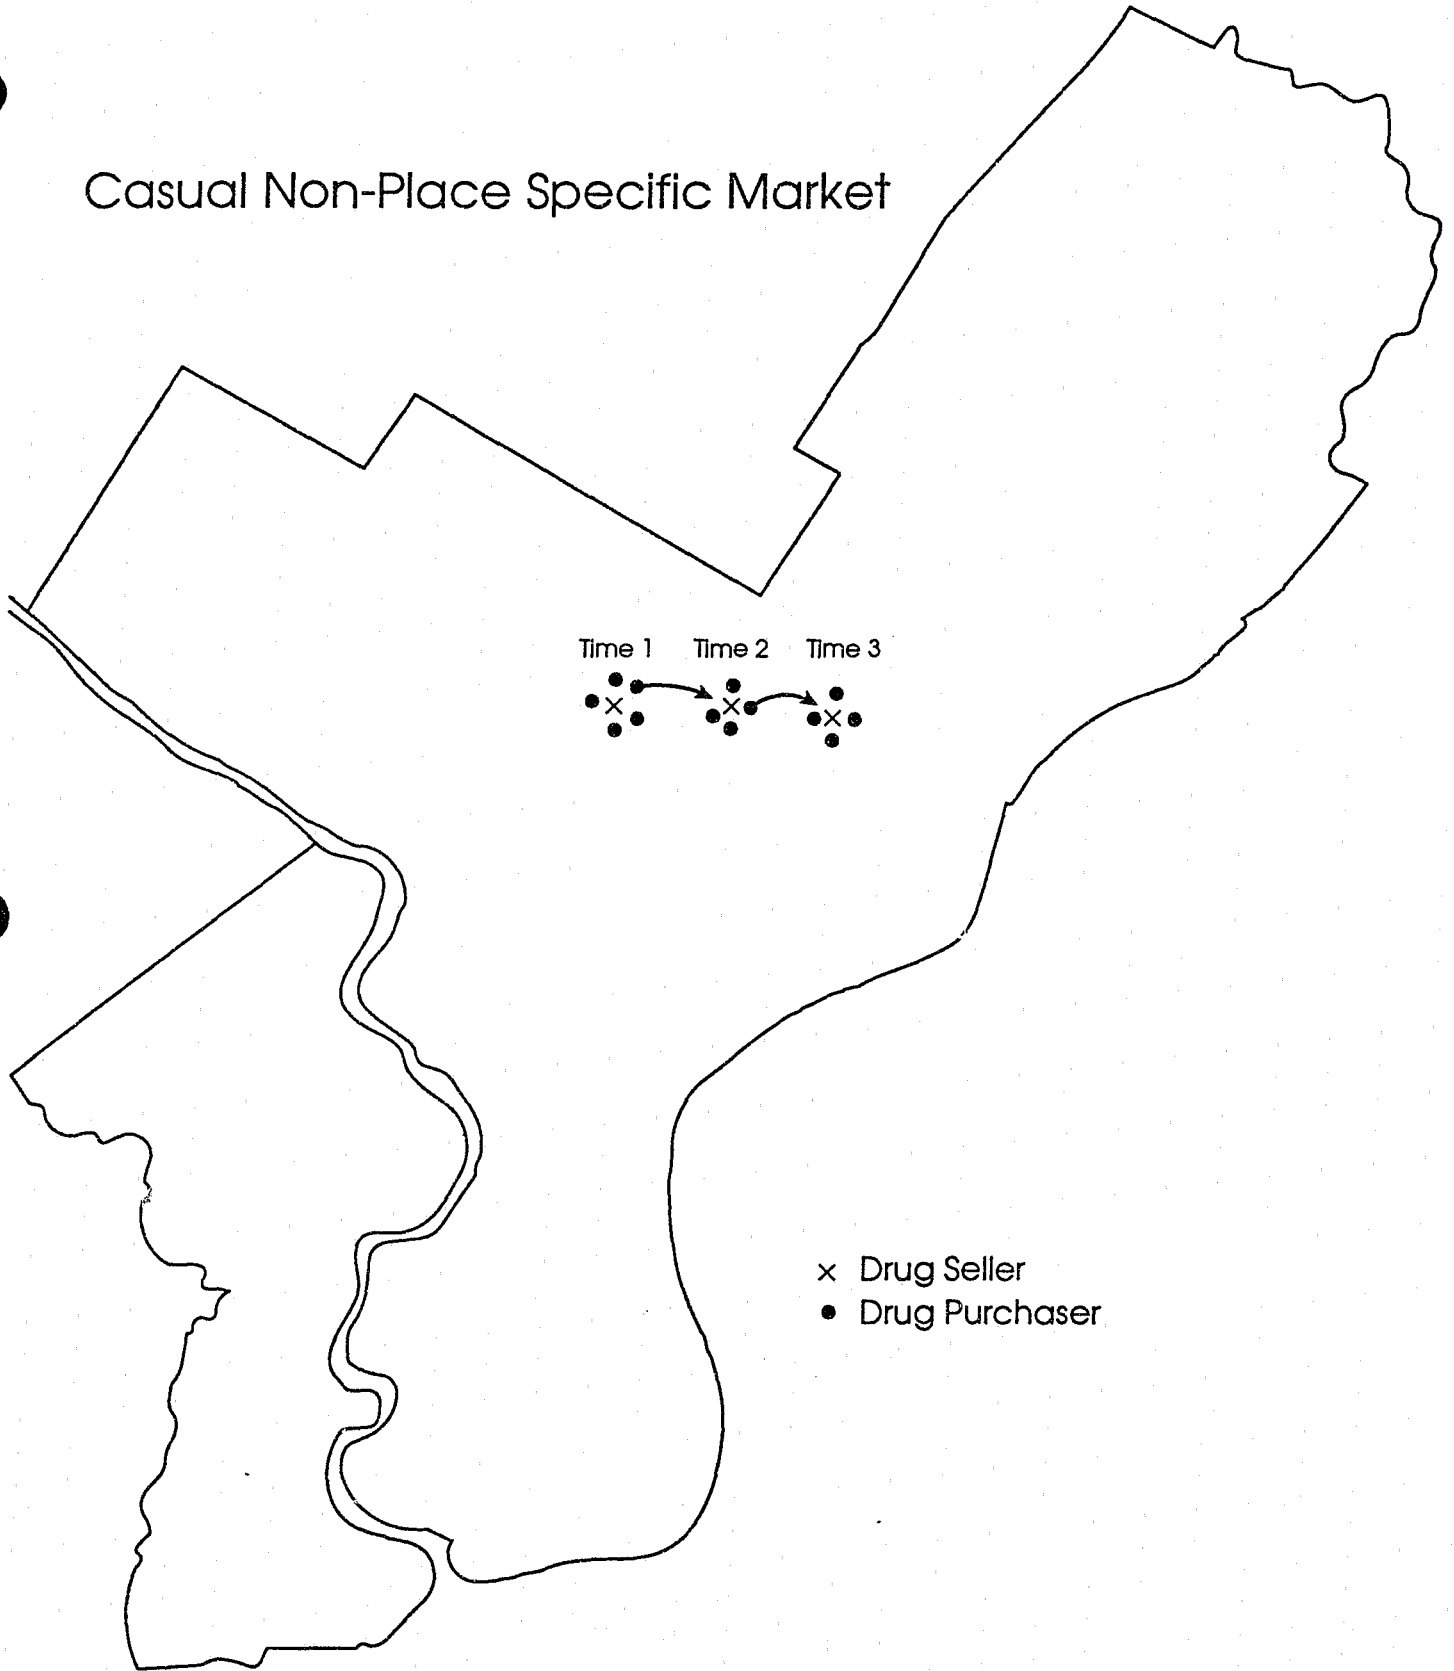 Casual Non-Place Specific Market
Time 1 Time 2 Time 3
× Drug Seller
● Drug Purchaser